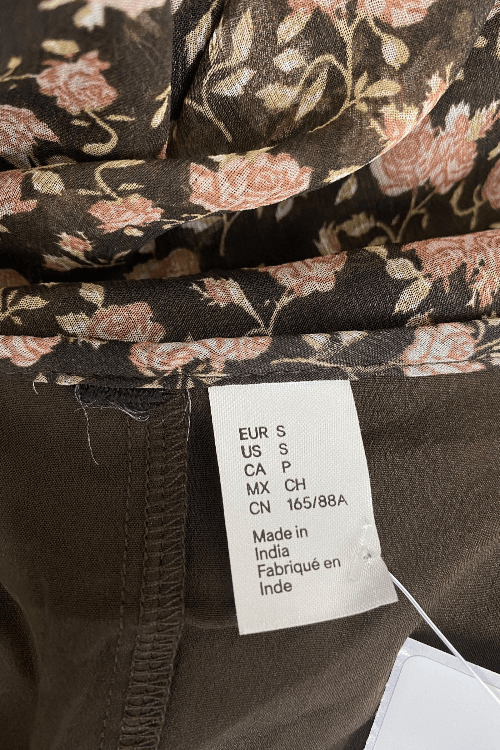 EUR S
US S
CA P
MX CH
CN 165/88A
Made in
India
Fabriqué en
Inde